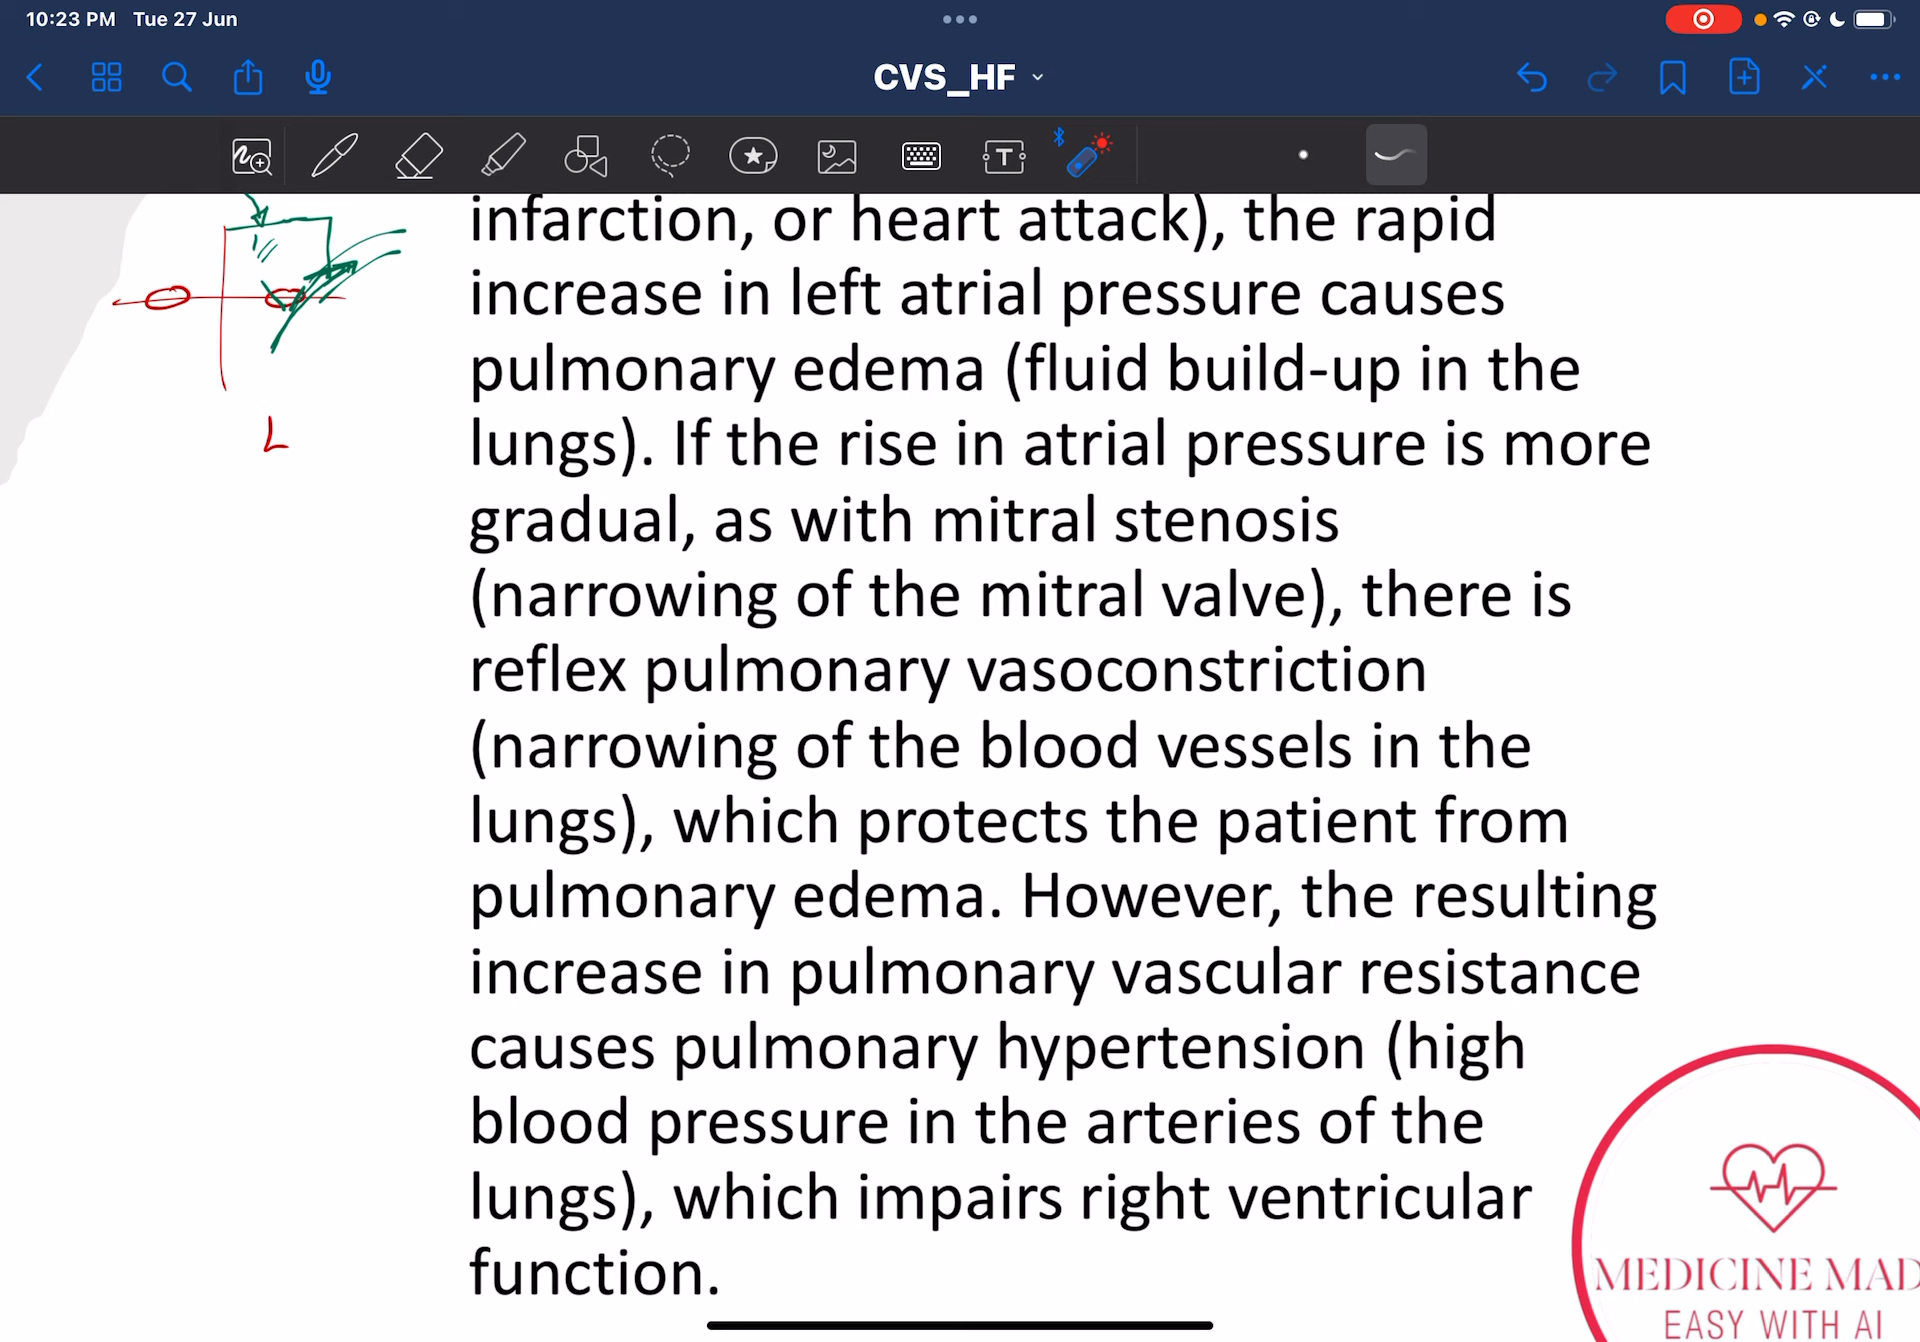 10:23 PM Tue 27 Jun
CVS_HF
T
infarction, or heart attack), the rapid
increase in left atrial pressure causes
pulmonary edema (fluid build-up in the
lungs). If the rise in atrial pressure is more
gradual, as with mitral stenosis
(narrowing of the mitral valve), there is
reflex pulmonary vasoconstriction
(narrowing of the blood vessels in the
lungs), which protects the patient from
pulmonary edema. However, the resulting
increase in pulmonary vascular resistance
causes pulmonary hypertension (high
blood pressure in the arteries of the
lungs), which impairs right ventricular
function.
L
MEDICINE MAD
EASY WITH AI